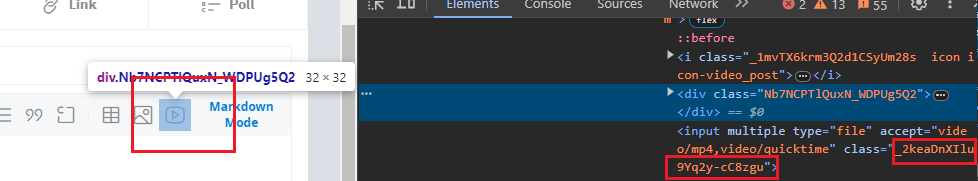 Link
Poll
div.Nb7NCPTlQuxN_WDPUg5Q2 32 × 32
99
Markdown
Mode
Elements Console Sources Network >> 2 13 55
flex
::before
<i class="_1mvTX6krm3Q2d1CSyUm28s icon i
con-video_post">…</i>
<div class="Nb7NCPTlQuxN_WDPUg5Q2">…
</div> == $0
<input multiple type="file" accept="vide
o/mp4,video/quicktime" class="_2keaDnXIlu
9Yq2y-cC8zgu">